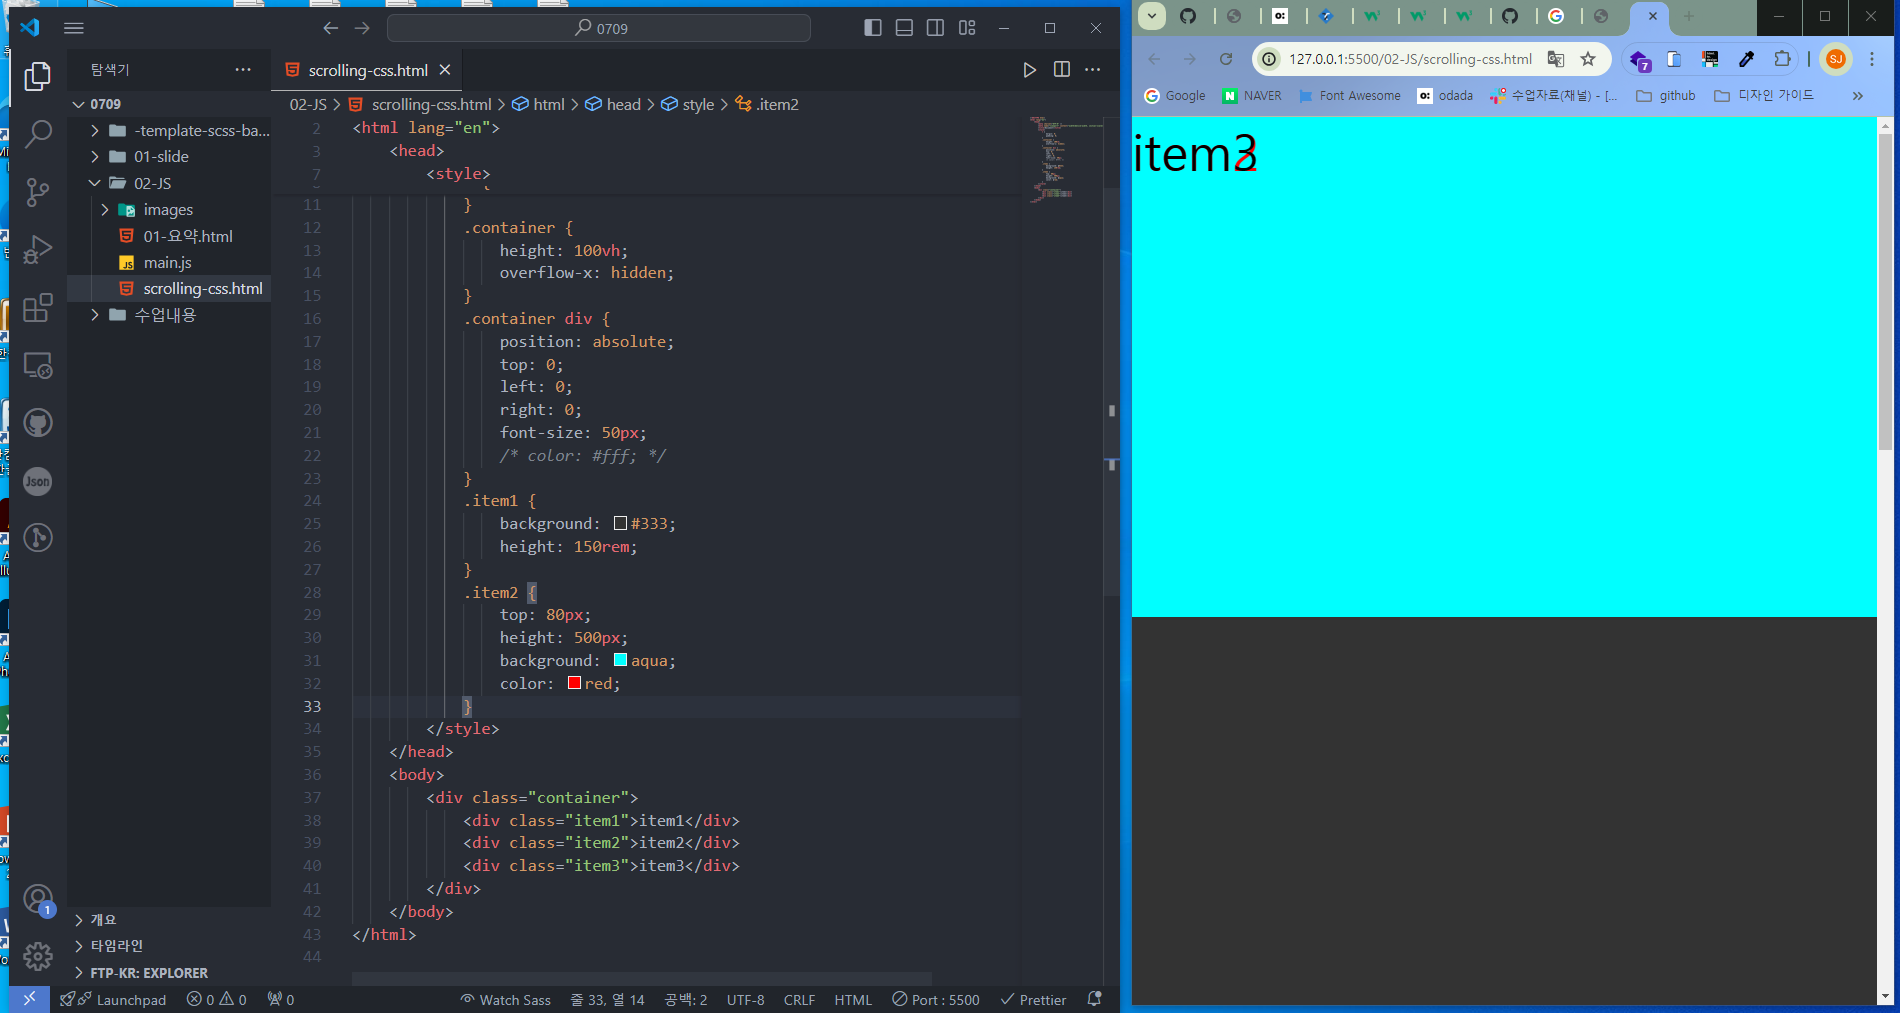 0709
탐색기
0709
-template-scss-ba...
01-slide
02-JS
images
01-요약.html
main.js
scrolling-css.html
수업내용
개요
타임라인
FTP-KR: EXPLORER
Json
1
scrolling-css.html
02-JS > scrolling-css.html > html > head > style > .item2
2 <html lang="en">
3 <head>
7 <style>
11 }
12 .container {
13 height: 100vh;
14 overflow-x: hidden;
15 }
16 .container div {
17 position: absolute;
18 top: 0;
19 left: 0;
20 right: 0;
21 font-size: 50px;
22 /* color: #fff; */
23 }
24 .item1 {
25 background: #333;
26 height: 150rem;
27 }
28 .item2 {
29 top: 80px;
30 height: 500px;
31 background: aqua;
32 color: red;
33 }
34 </style>
35 </head>
36 <body>
37 <div class="container">
38 <div class="item1">item1</div>
39 <div class="item2">item2</div>
40 <div class="item3">item3</div>
41 </div>
42 </body>
43 </html>
44
Launchpad 0 0 0 Watch Sass 줄 33, 열 14 공백: 2 UTF-8 CRLF HTML Port : 5500 Prettier
127.0.0.1:5500/02-JS/scrolling-css.html 7 SJ
Google NAVER Font Awesome odada 수업자료(채널) - [... github 디자인 가이드
item3